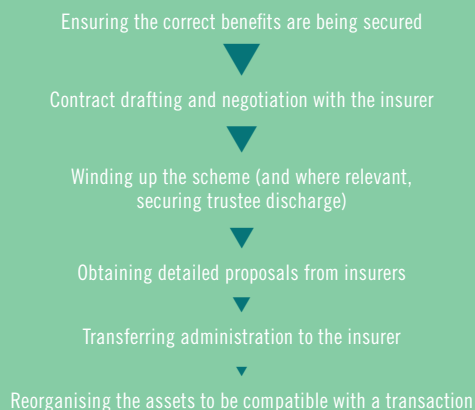 Ensuring the correct benefits are being secured
Contract drafting and negotiation with the insurer
Winding up the scheme (and where relevant,
securing trustee discharge)
Obtaining detailed proposals from insurers
Transferring administration to the insurer
Reorganising the assets to be compatible with a transaction